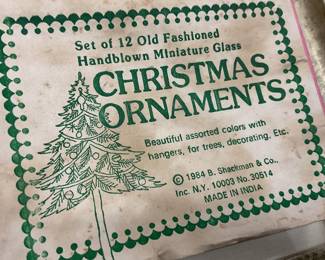 Set of 12 Old Fashioned
Handblown Miniature Glass
CHRISTMAS
ORNAMENTS
Beautiful assorted colors with
hangers, for trees, decorating, Etc.
© 1984 B. Shackman & Co.,
Inc. N.Y. 10003 No. 30514
MADE IN INDIA